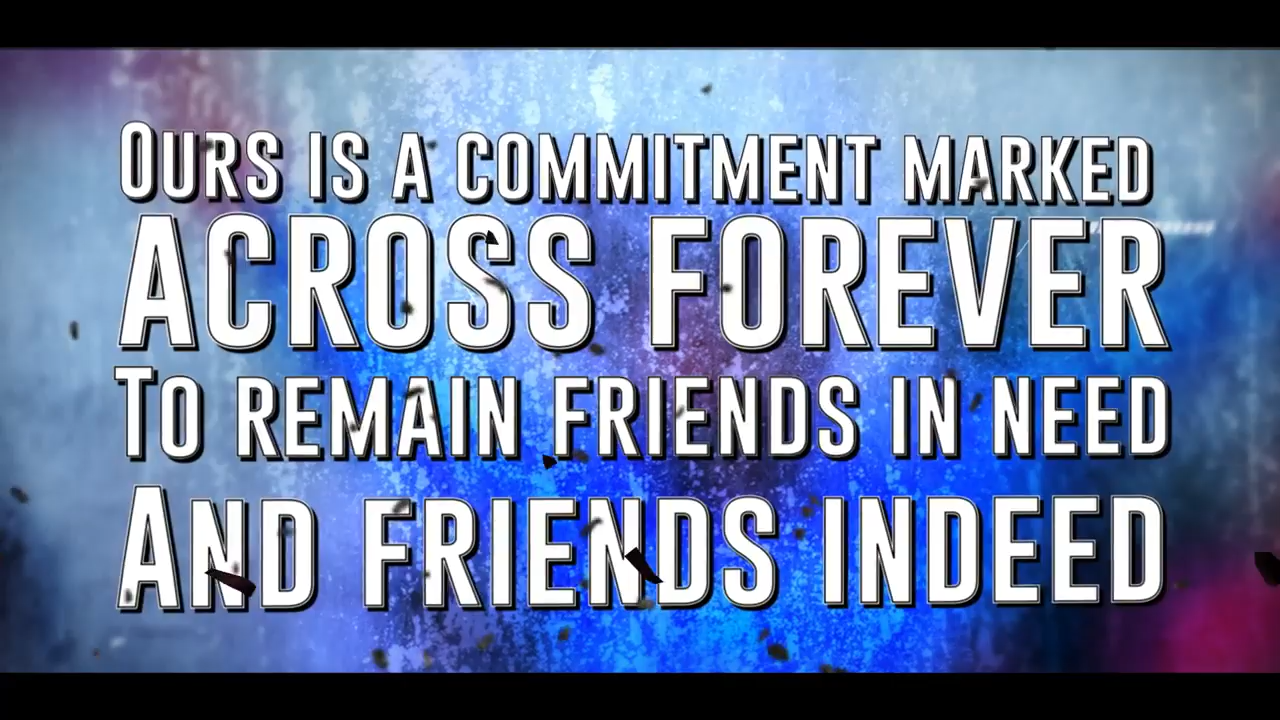 Ours is a commitment marked
across forever
To remain friends in need
And friends indeed